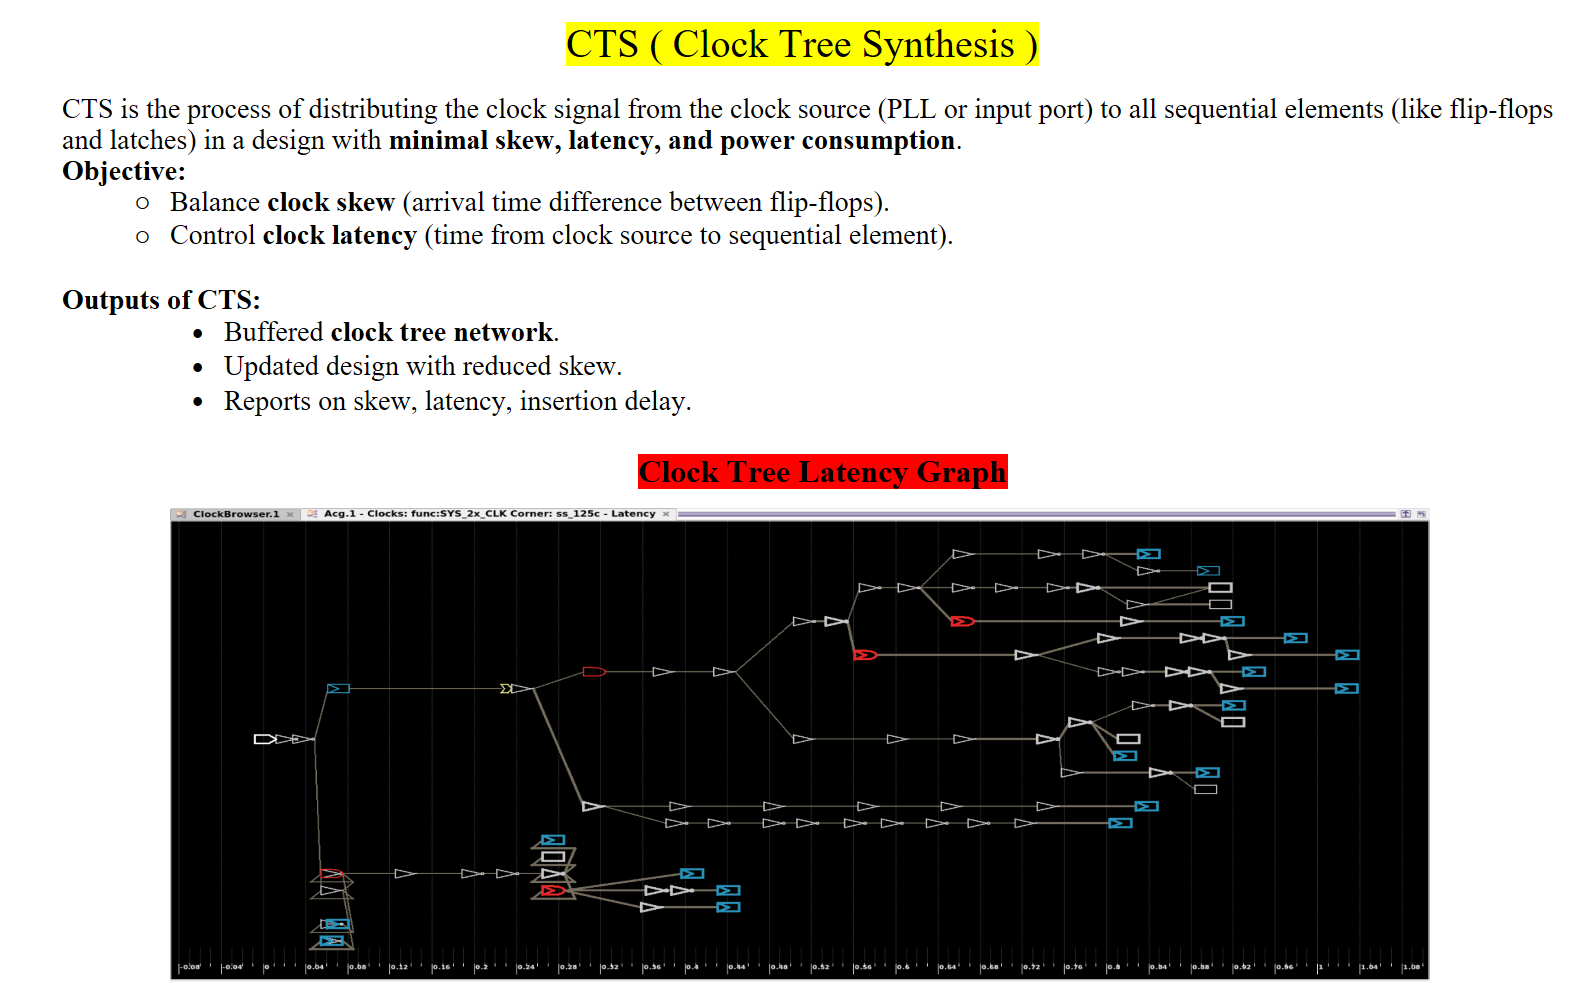 CTS ( Clock Tree Synthesis )
CTS is the process of distributing the clock signal from the clock source (PLL or input port) to all sequential elements (like flip-flops
and latches) in a design with minimal skew, latency, and power consumption.
Objective:
○ Balance clock skew (arrival time difference between flip-flops).
○ Control clock latency (time from clock source to sequential element).
Outputs of CTS:
• Buffered clock tree network.
• Updated design with reduced skew.
• Reports on skew, latency, insertion delay.
Clock Tree Latency Graph
ClockBrowser.1 × Acg.1 - Clocks: func:SYS_2x_CLK Corner: ss_125c - Latency ×
-0.08 -0.04 0 0.04 0.08 0.12 0.16 0.2 0.24 0.28 0.32 0.36 0.4 0.44 0.48 0.52 0.56 0.6 0.64 0.68 0.72 0.76 0.8 0.84 0.88 0.92 0.96 1 1.04 1.08